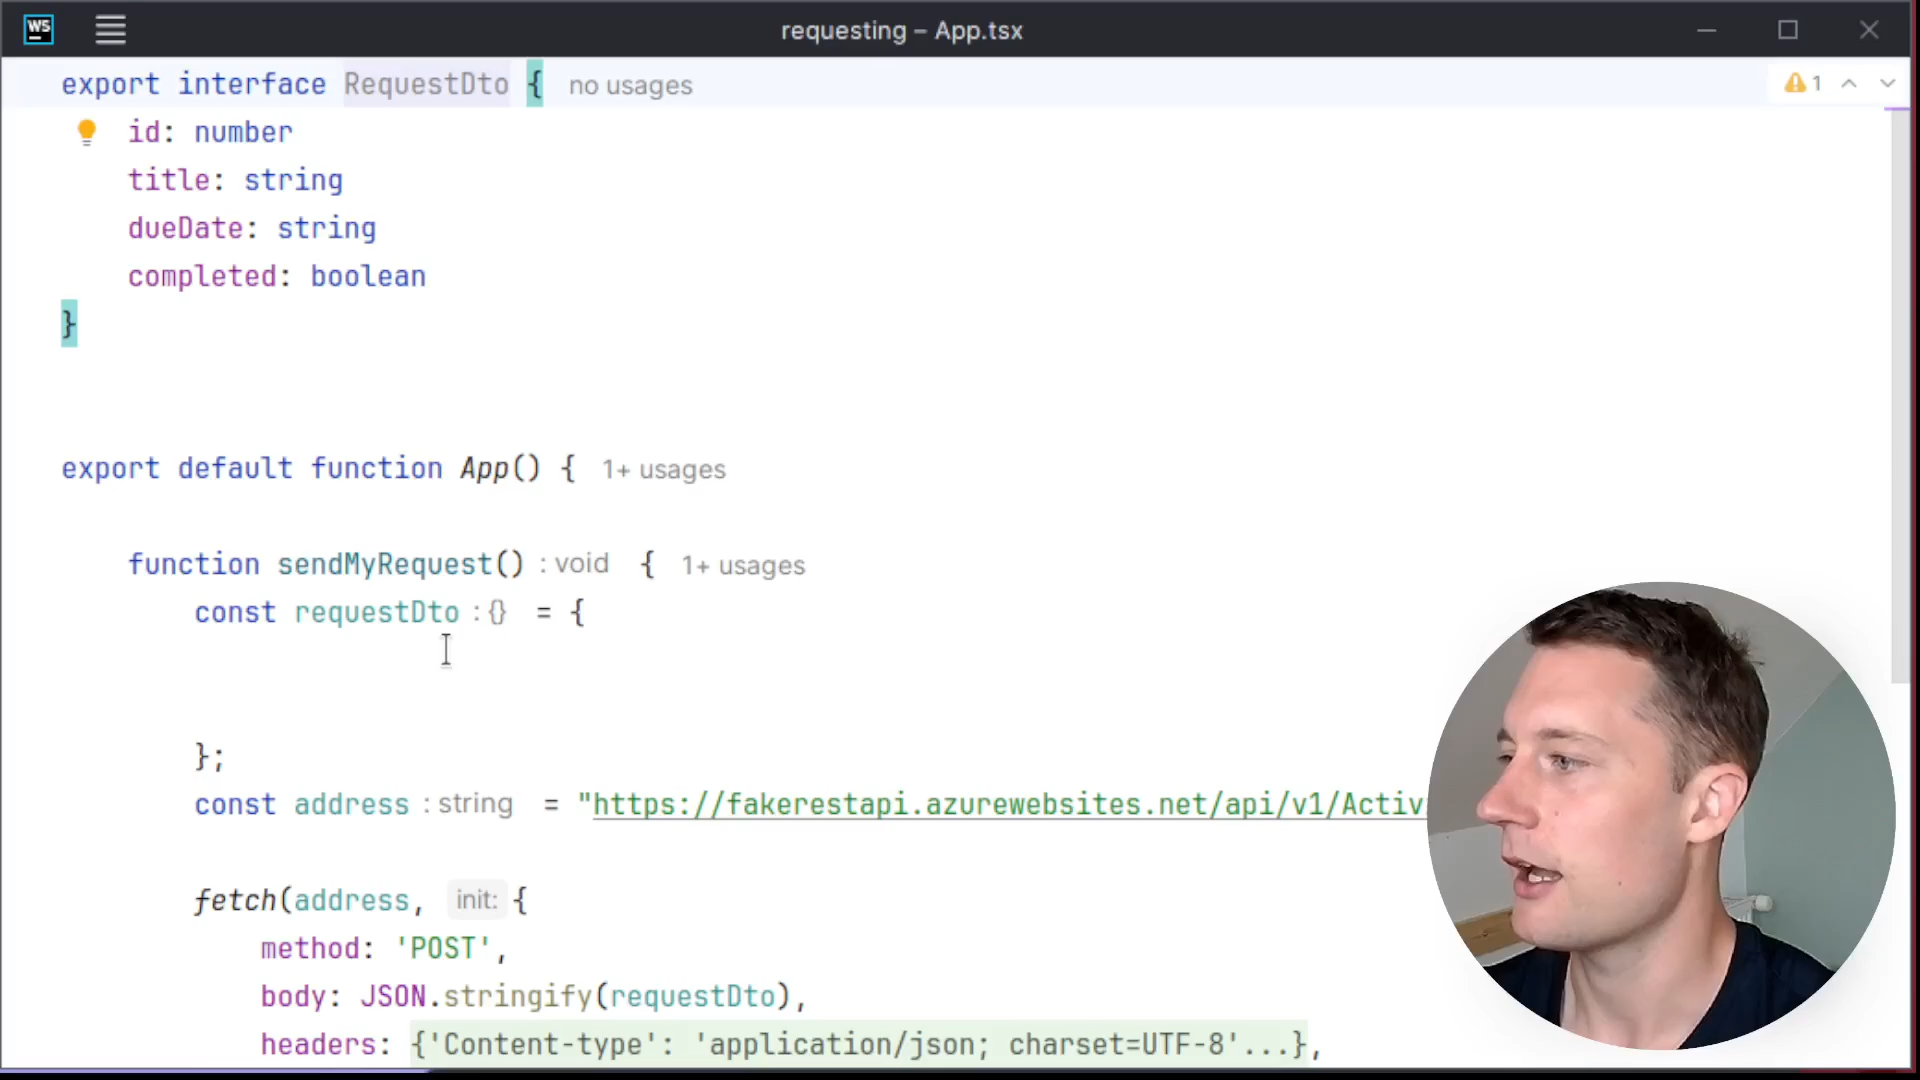 WS
requesting – App.tsx
export interface RequestDto { no usages
1
id: number
title: string
dueDate: string
completed: boolean
}
export default function App() { 1+ usages
function sendMyRequest() : void { 1+ usages
const requestDto : {} = {
};
const address : string = "https://fakerestapi.azurewebsites.net/api/v1/Activ
fetch(address, init: {
method: 'POST',
body: JSON.stringify(requestDto),
headers: {'Content-type': 'application/json; charset=UTF-8'...},